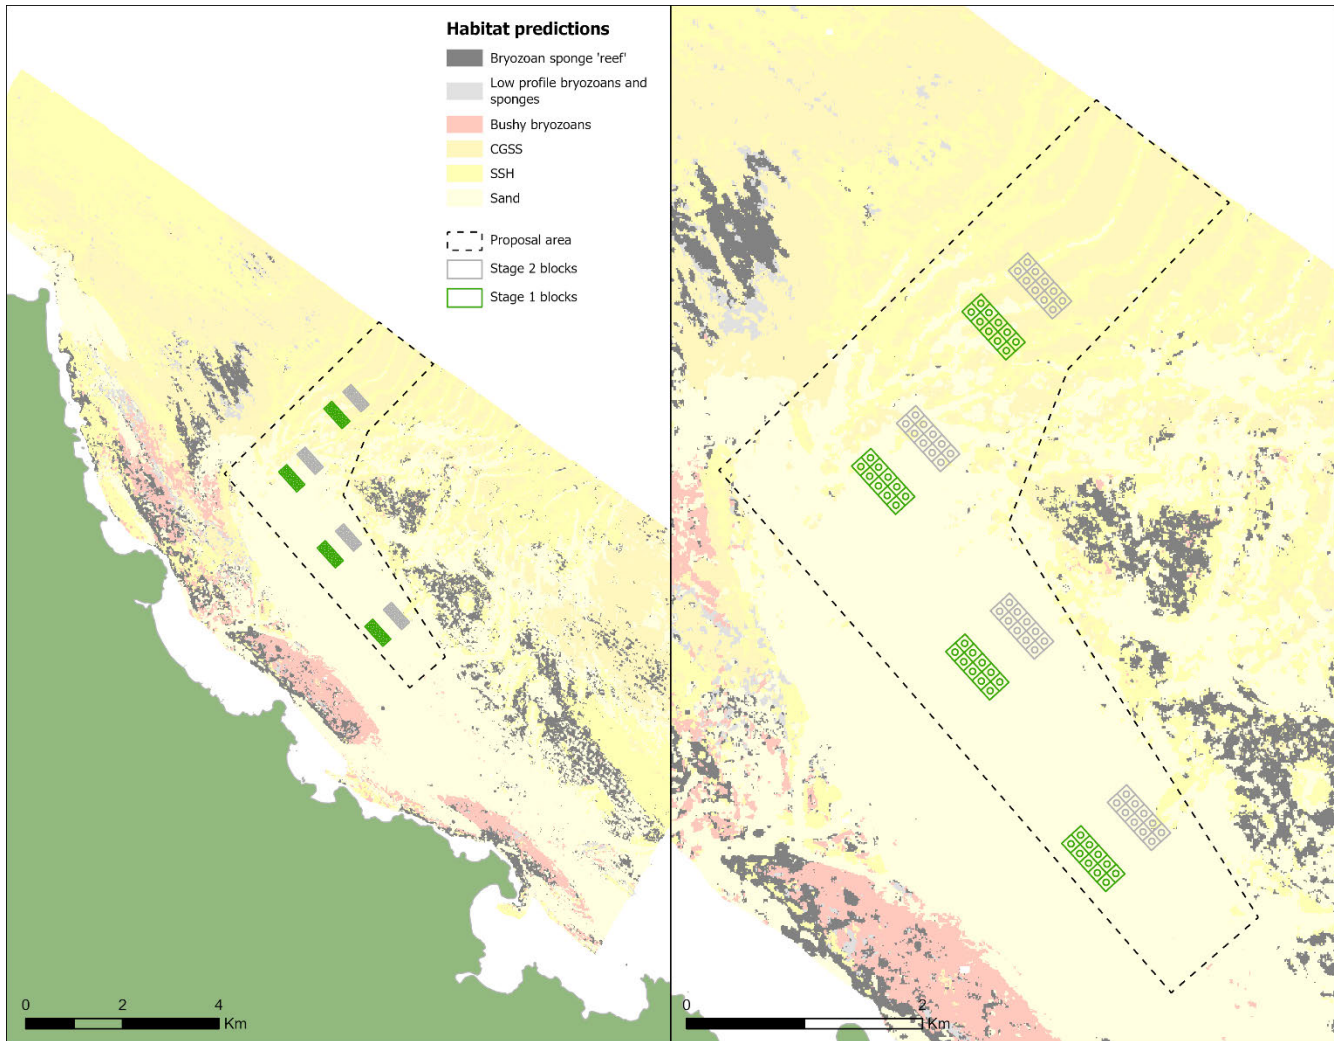 Habitat predictions
Bryozoan sponge 'reef'
Low profile bryozoans and
sponges
Bushy bryozoans
CGSS
SSH
Sand
Proposal area
Stage 2 blocks
Stage 1 blocks
0 2 4
Km
0 2
Km